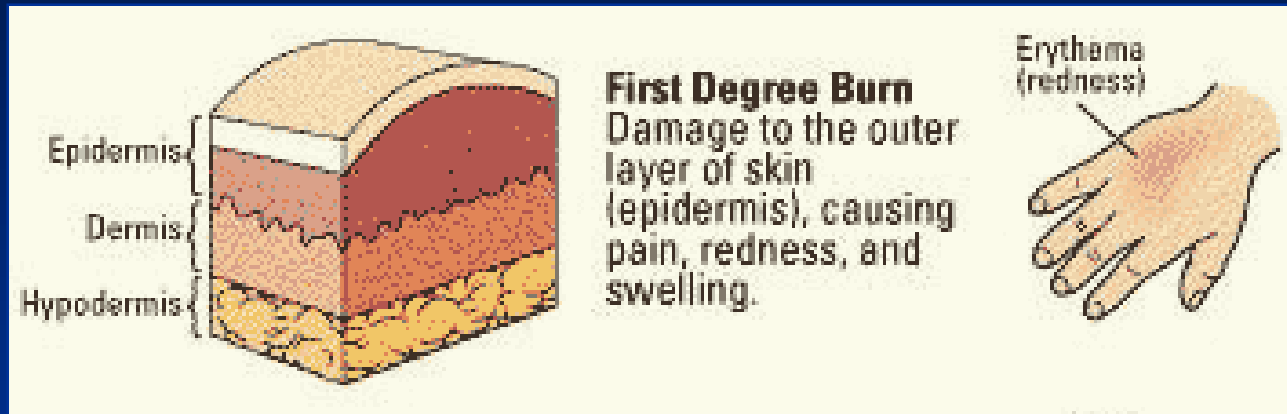 Epidermis
Dermis
Hypodermis
First Degree Burn
Damage to the outer
layer of skin
(epidermis), causing
pain, redness, and
swelling.
Erythema
(redness)